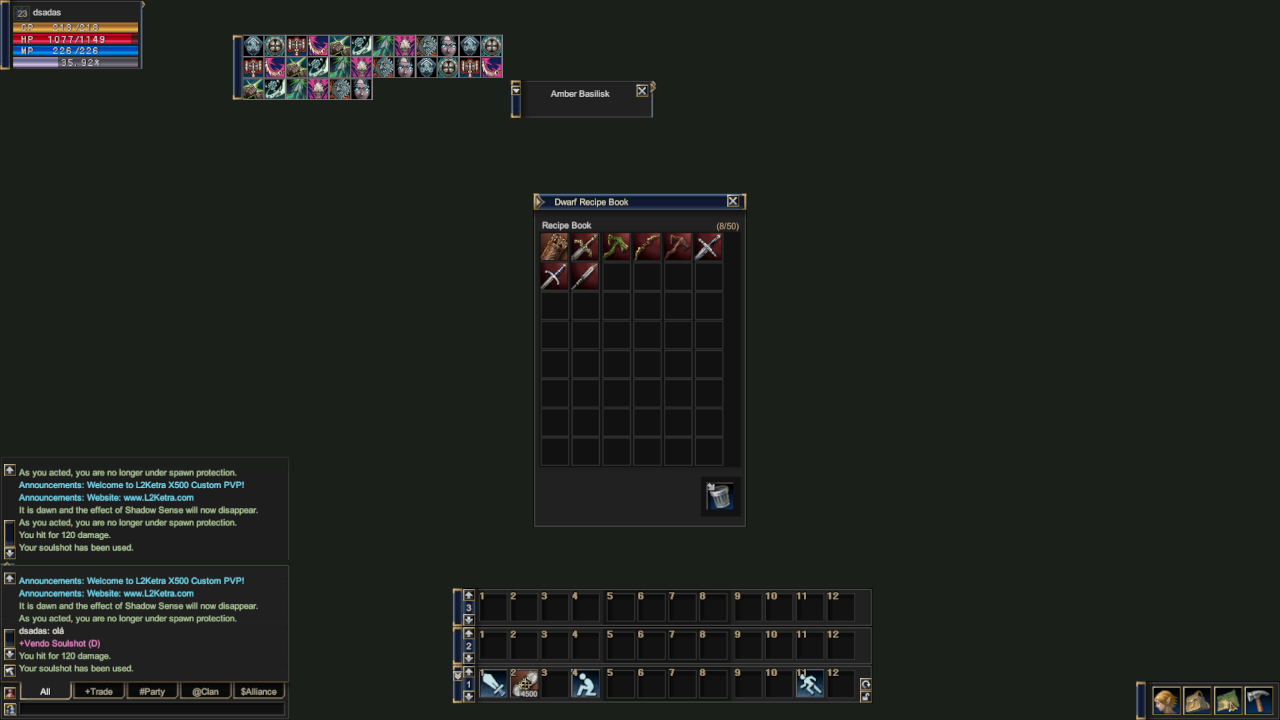 23 dsadas
CP 218/218
HP 1077/1149
MP 226/226
35.92%
Amber Basilisk
Dwarf Recipe Book
Recipe Book (8/50)
As you acted, you are no longer under spawn protection.
Announcements: Welcome to L2Ketra X500 Custom PVP!
Announcements: Website: www.L2Ketra.com
It is dawn and the effect of Shadow Sense will now disappear.
As you acted, you are no longer under spawn protection.
You hit for 120 damage.
Your soulshot has been used.
Announcements: Welcome to L2Ketra X500 Custom PVP!
Announcements: Website: www.L2Ketra.com
It is dawn and the effect of Shadow Sense will now disappear.
As you acted, you are no longer under spawn protection.
dsadas: olá
+Vendo Soulshot (D)
You hit for 120 damage.
Your soulshot has been used.
All +Trade #Party @Clan $Alliance
3 1 2 3 4 5 6 7 8 9 10 11 12
2 1 2 3 4 5 6 7 8 9 10 11 12
1 1 2 3 4 5 6 7 8 9 10 11 12
4500